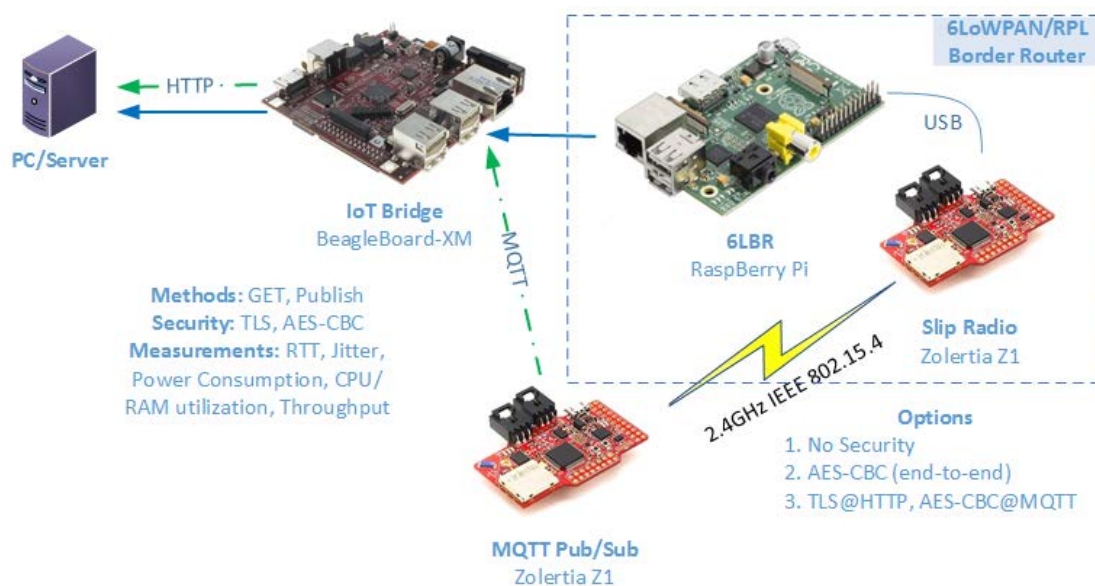 6LoWPAN/RPL
Border Router
HTTP
USB
PC/Server
IoT Bridge
BeagleBoard-XM
MQTT
6LBR
RaspBerry Pi
Methods: GET, Publish
Security: TLS, AES-CBC
Measurements: RTT, Jitter,
Power Consumption, CPU/
RAM utilization, Throughput
Slip Radio
Zolertia Z1
2.4GHz IEEE 802.15.4
Options
1. No Security
2. AES-CBC (end-to-end)
3. TLS@HTTP, AES-CBC@MQTT
MQTT Pub/Sub
Zolertia Z1